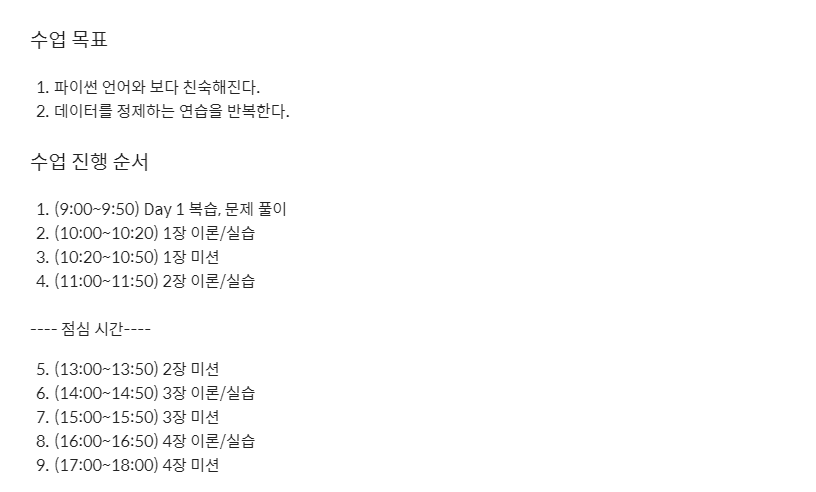 수업 목표
1. 파이썬 언어와 보다 친숙해진다.
2. 데이터를 정제하는 연습을 반복한다.
수업 진행 순서
1. (9:00~9:50) Day 1 복습, 문제 풀이
2. (10:00~10:20) 1장 이론/실습
3. (10:20~10:50) 1장 미션
4. (11:00~11:50) 2장 이론/실습
---- 점심 시간----
5. (13:00~13:50) 2장 미션
6. (14:00~14:50) 3장 이론/실습
7. (15:00~15:50) 3장 미션
8. (16:00~16:50) 4장 이론/실습
9. (17:00~18:00) 4장 미션